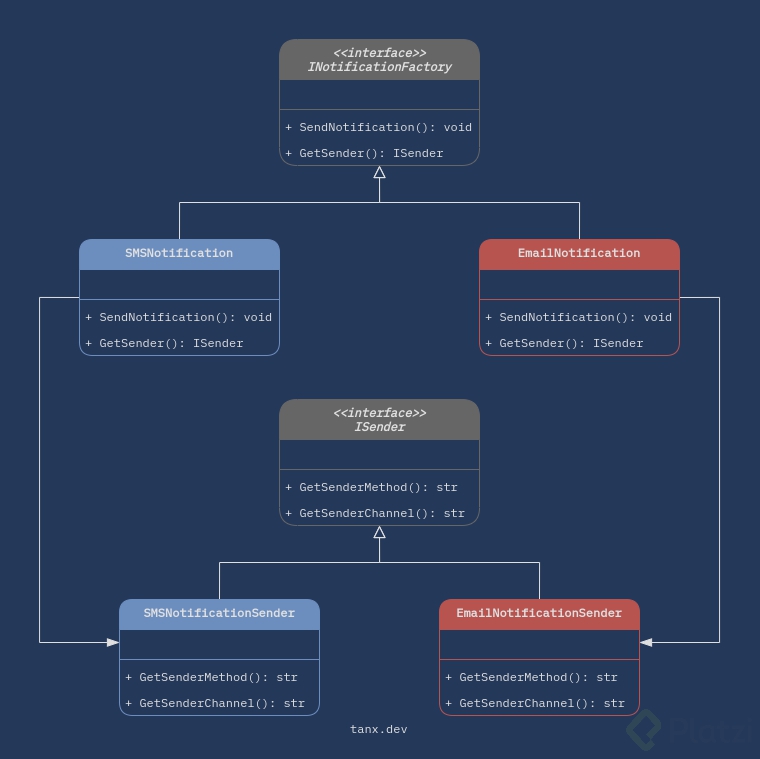 <<interface>>
INotificationFactory
+ SendNotification(): void
+ GetSender(): ISender
SMSNotification
+ SendNotification(): void
+ GetSender(): ISender
EmailNotification
+ SendNotification(): void
+ GetSender(): ISender
<<interface>>
ISender
+ GetSenderMethod(): str
+ GetSenderChannel(): str
SMSNotificationSender
+ GetSenderMethod(): str
+ GetSenderChannel(): str
EmailNotificationSender
+ GetSenderMethod(): str
+ GetSenderChannel(): str
tanx.dev
Platzi